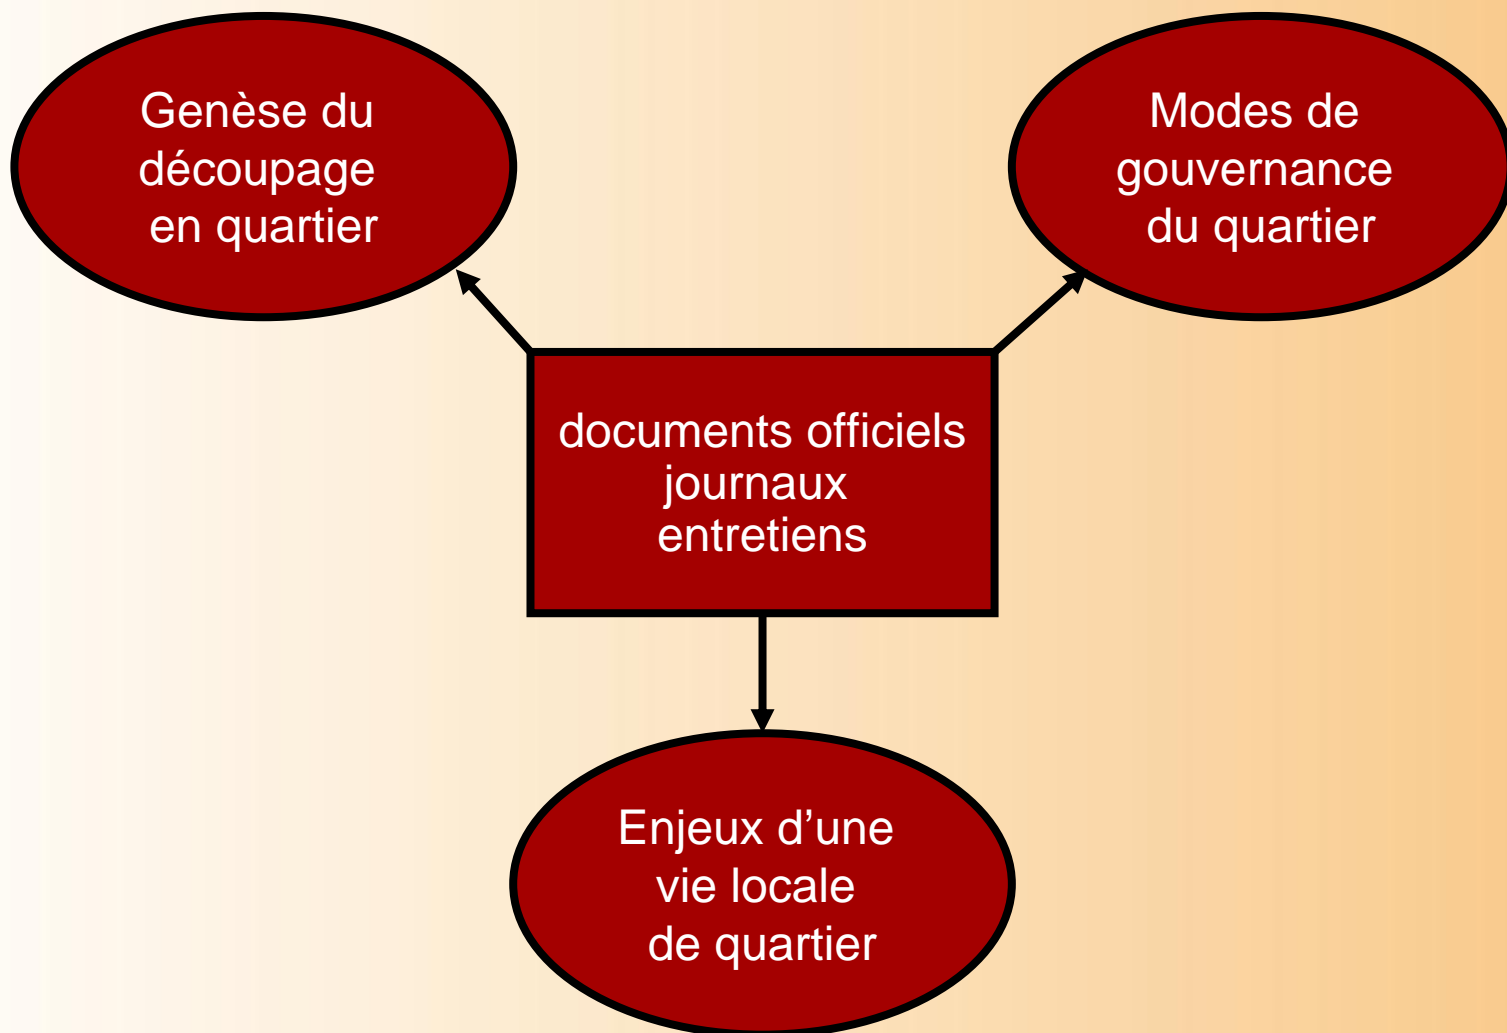 Genèse du
découpage
en quartier
Modes de
gouvernance
du quartier
documents officiels
journaux
entretiens
Enjeux d’une
vie locale
de quartier